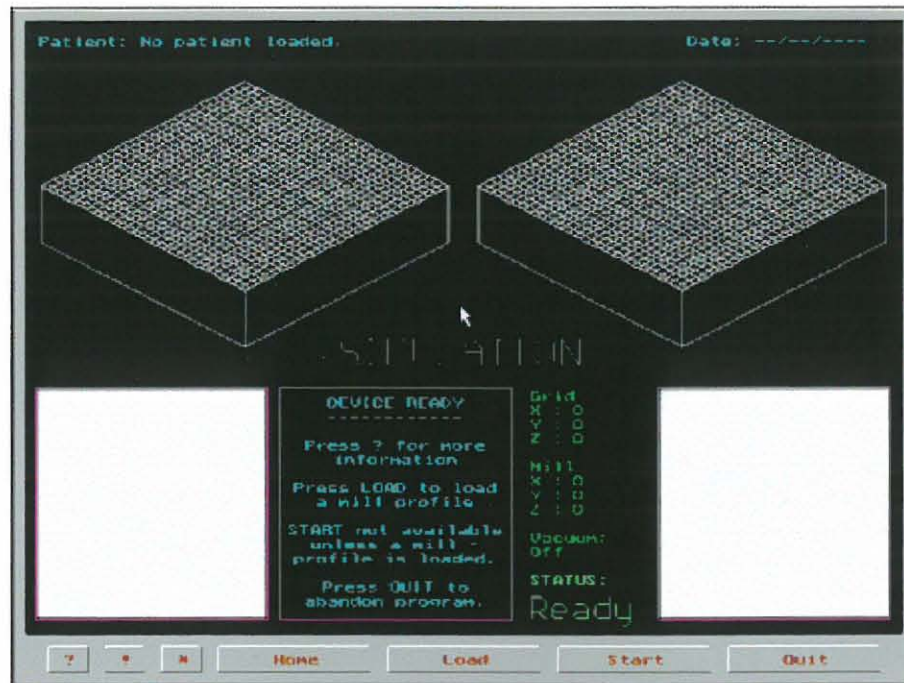 Patient: No patient loaded.
Date: --/--/----
DEVICE READY
------------
Press ? for more
information
Press LOAD to load
a mill profile
START not available
unless a mill -
profile is loaded.
Press QUIT to
abandon program.
Grid
X : 0
Y : 0
Z : 0
Mill
X : 0
Y : 0
Z : 0
Vacuum:
Off
STATUS:
Ready
? Home Load Start Quit